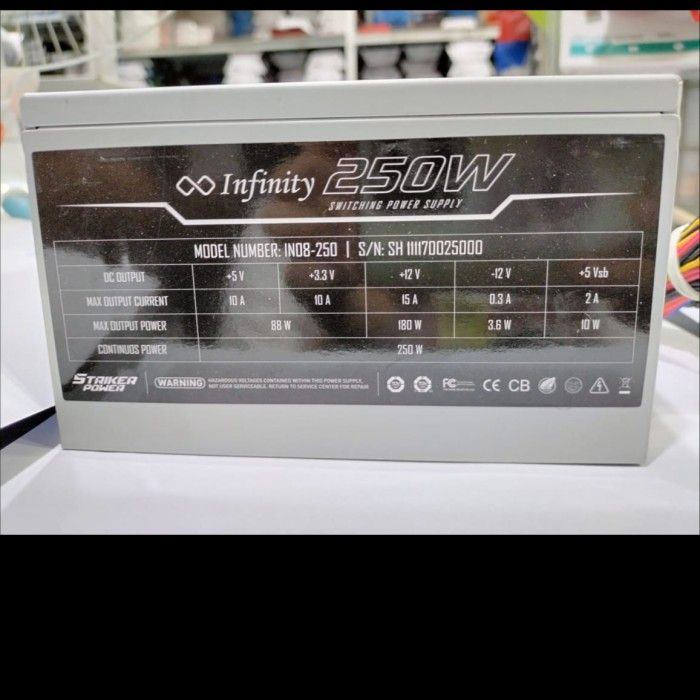 Infinity 250W
SWITCHING POWER SUPPLY
MODEL NUMBER: IN08-250 | S/N: SH 111170025000
DC OUTPUT +5 V +3.3 V +12 V -12 V +5 Vsb
MAX OUTPUT CURRENT 10 A 10 A 15 A 0.3 A 2 A
MAX OUTPUT POWER 88 W 180 W 3.6 W 10 W
CONTINUOS POWER 250 W
STRIKER
POWER
WARNING HAZARDOUS VOLTAGES CONTAINED WITHIN THIS POWER SUPPLY,
NOT USER SERVICEABLE. RETURN TO SERVICE CENTER FOR REPAIR
FC CE CB